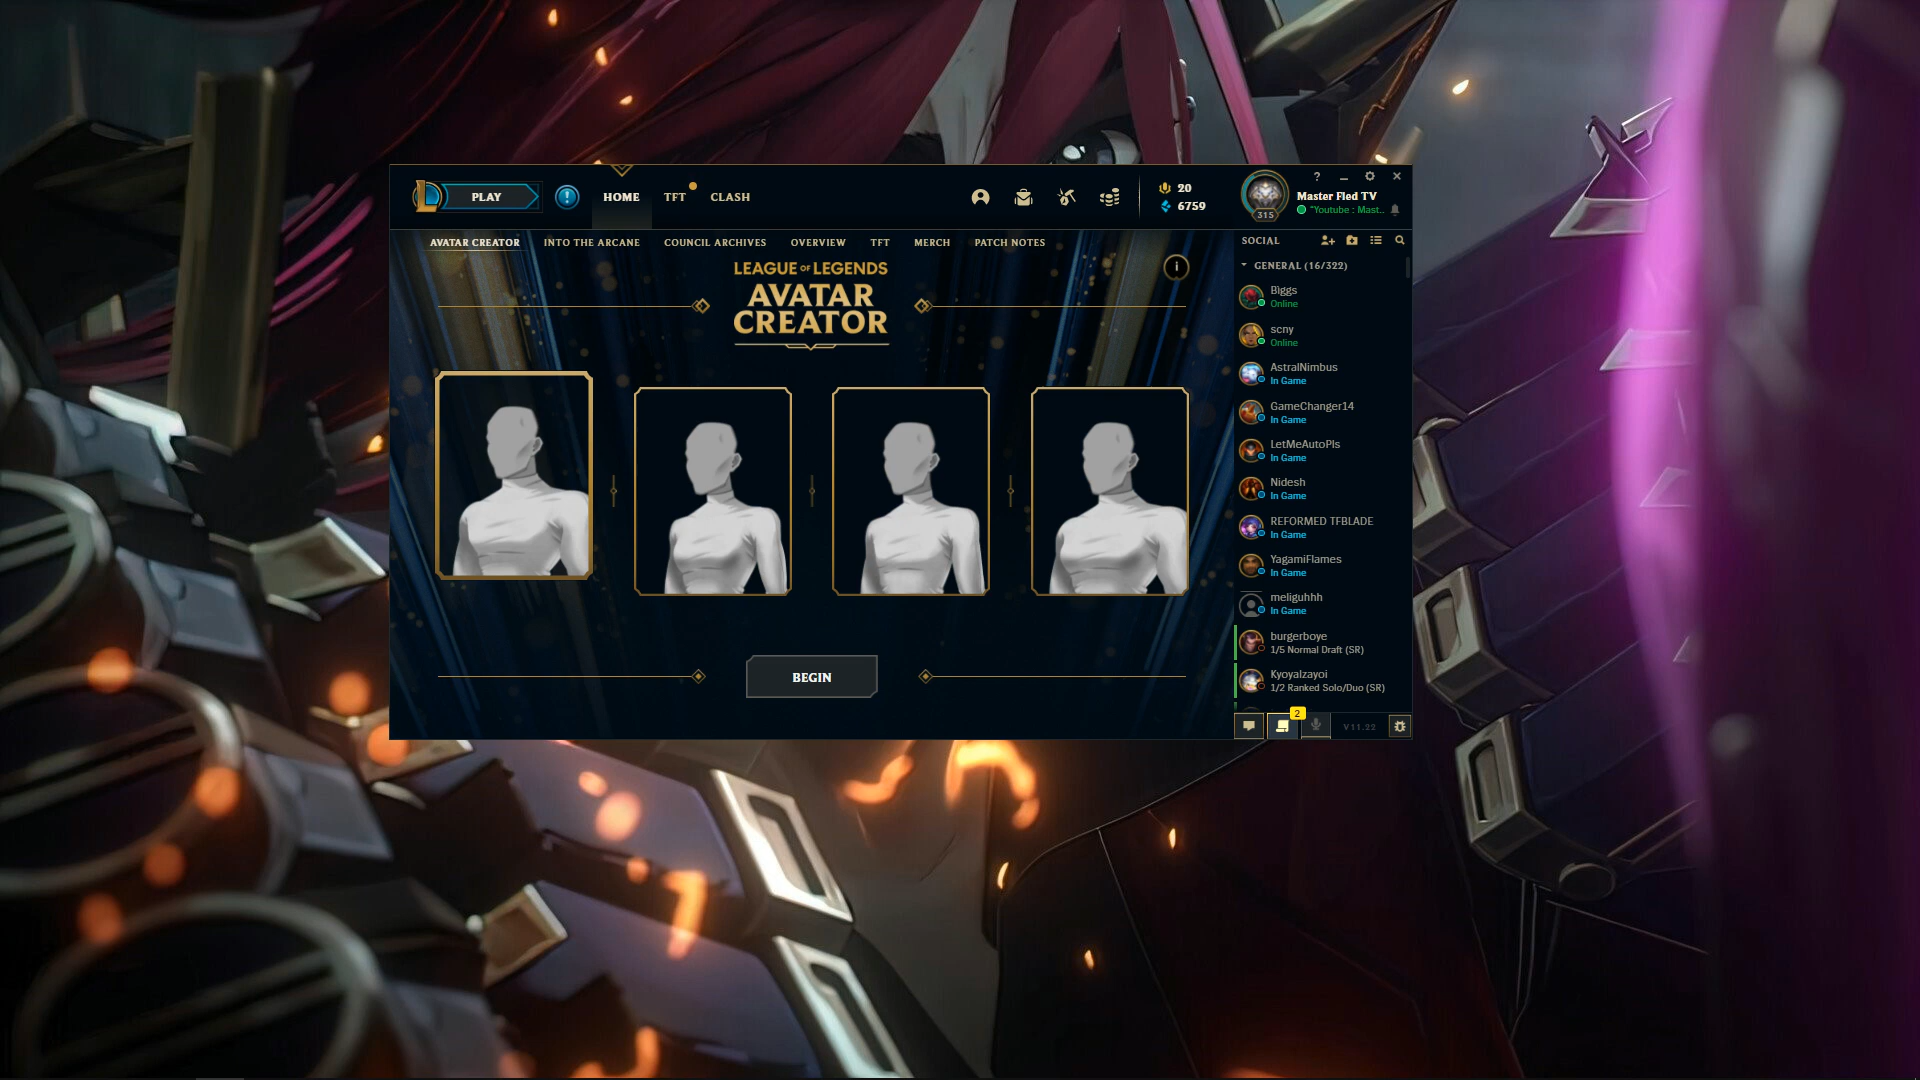 PLAY
HOME
TFT
CLASH
20
6759
315
Master Fled TV
"Youtube : Mast..
AVATAR CREATOR
INTO THE ARCANE
COUNCIL ARCHIVES
OVERVIEW
TFT
MERCH
PATCH NOTES
LEAGUE OF LEGENDS
AVATAR
CREATOR
BEGIN
SOCIAL
GENERAL (16/322)
Biggs
Online
scny
Online
AstralNimbus
In Game
GameChanger14
In Game
LetMeAutoPls
In Game
Nidesh
In Game
REFORMED TFBLADE
In Game
YagamiFlames
In Game
meliguhhh
In Game
burgerboye
1/5 Normal Draft (SR)
Kyoyalzayoi
1/2 Ranked Solo/Duo (SR)
2
V11.22